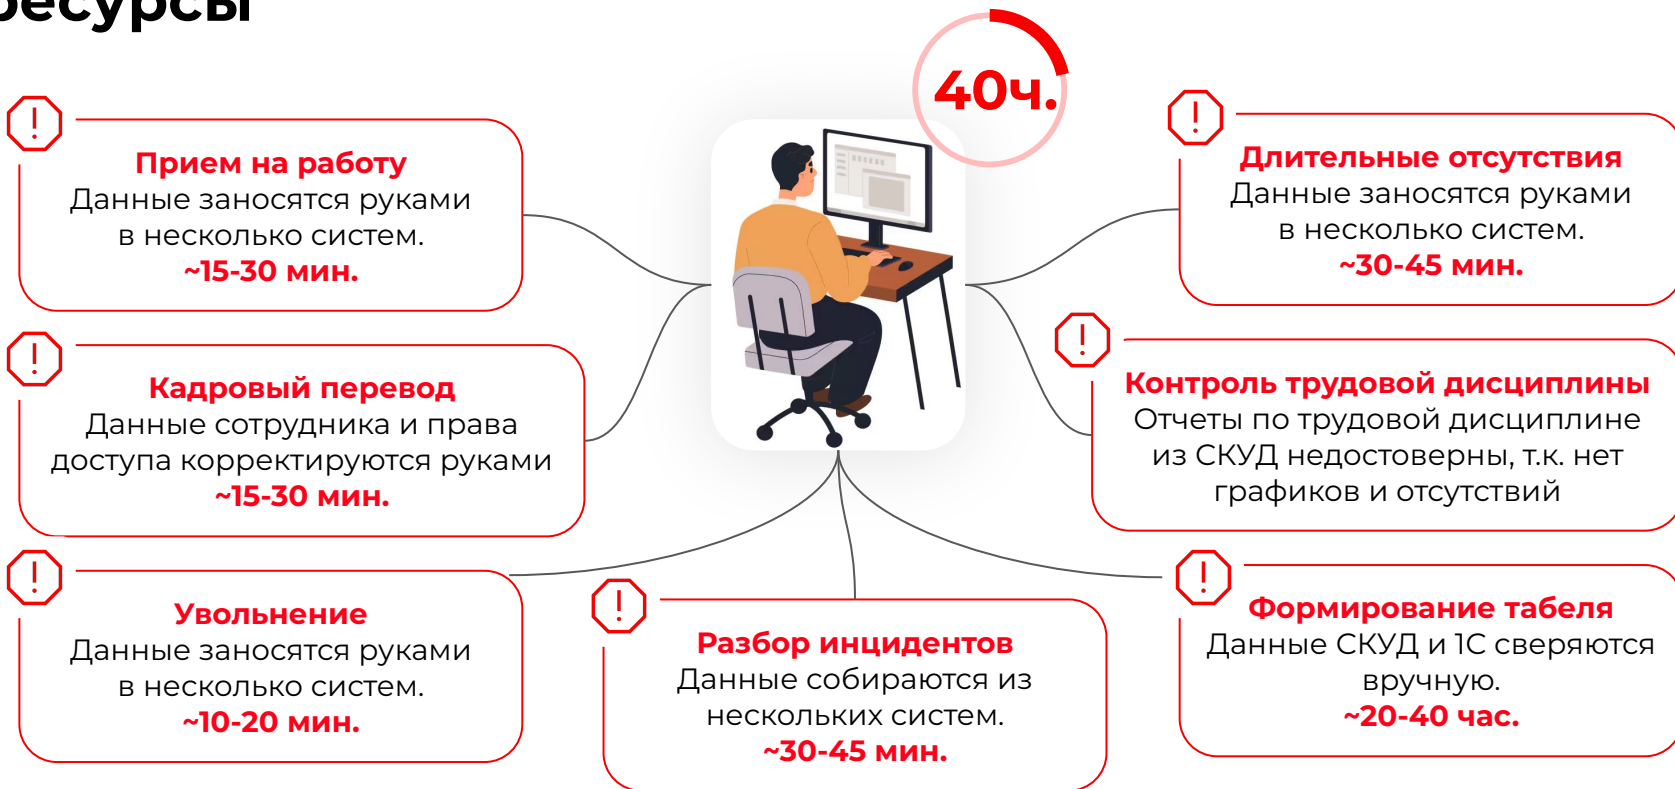 ресурсы
40ч.
Прием на работу
Данные заносятся руками
в несколько систем.
~15-30 мин.
Длительные отсутствия
Данные заносятся руками
в несколько систем.
~30-45 мин.
Кадровый перевод
Данные сотрудника и права
доступа корректируются руками
~15-30 мин.
Контроль трудовой дисциплины
Отчеты по трудовой дисциплине
из СКУД недостоверны, т.к. нет
графиков и отсутствий
Увольнение
Данные заносятся руками
в несколько систем.
~10-20 мин.
Разбор инцидентов
Данные собираются из
нескольких систем.
~30-45 мин.
Формирование табеля
Данные СКУД и 1С сверяются
вручную.
~20-40 час.